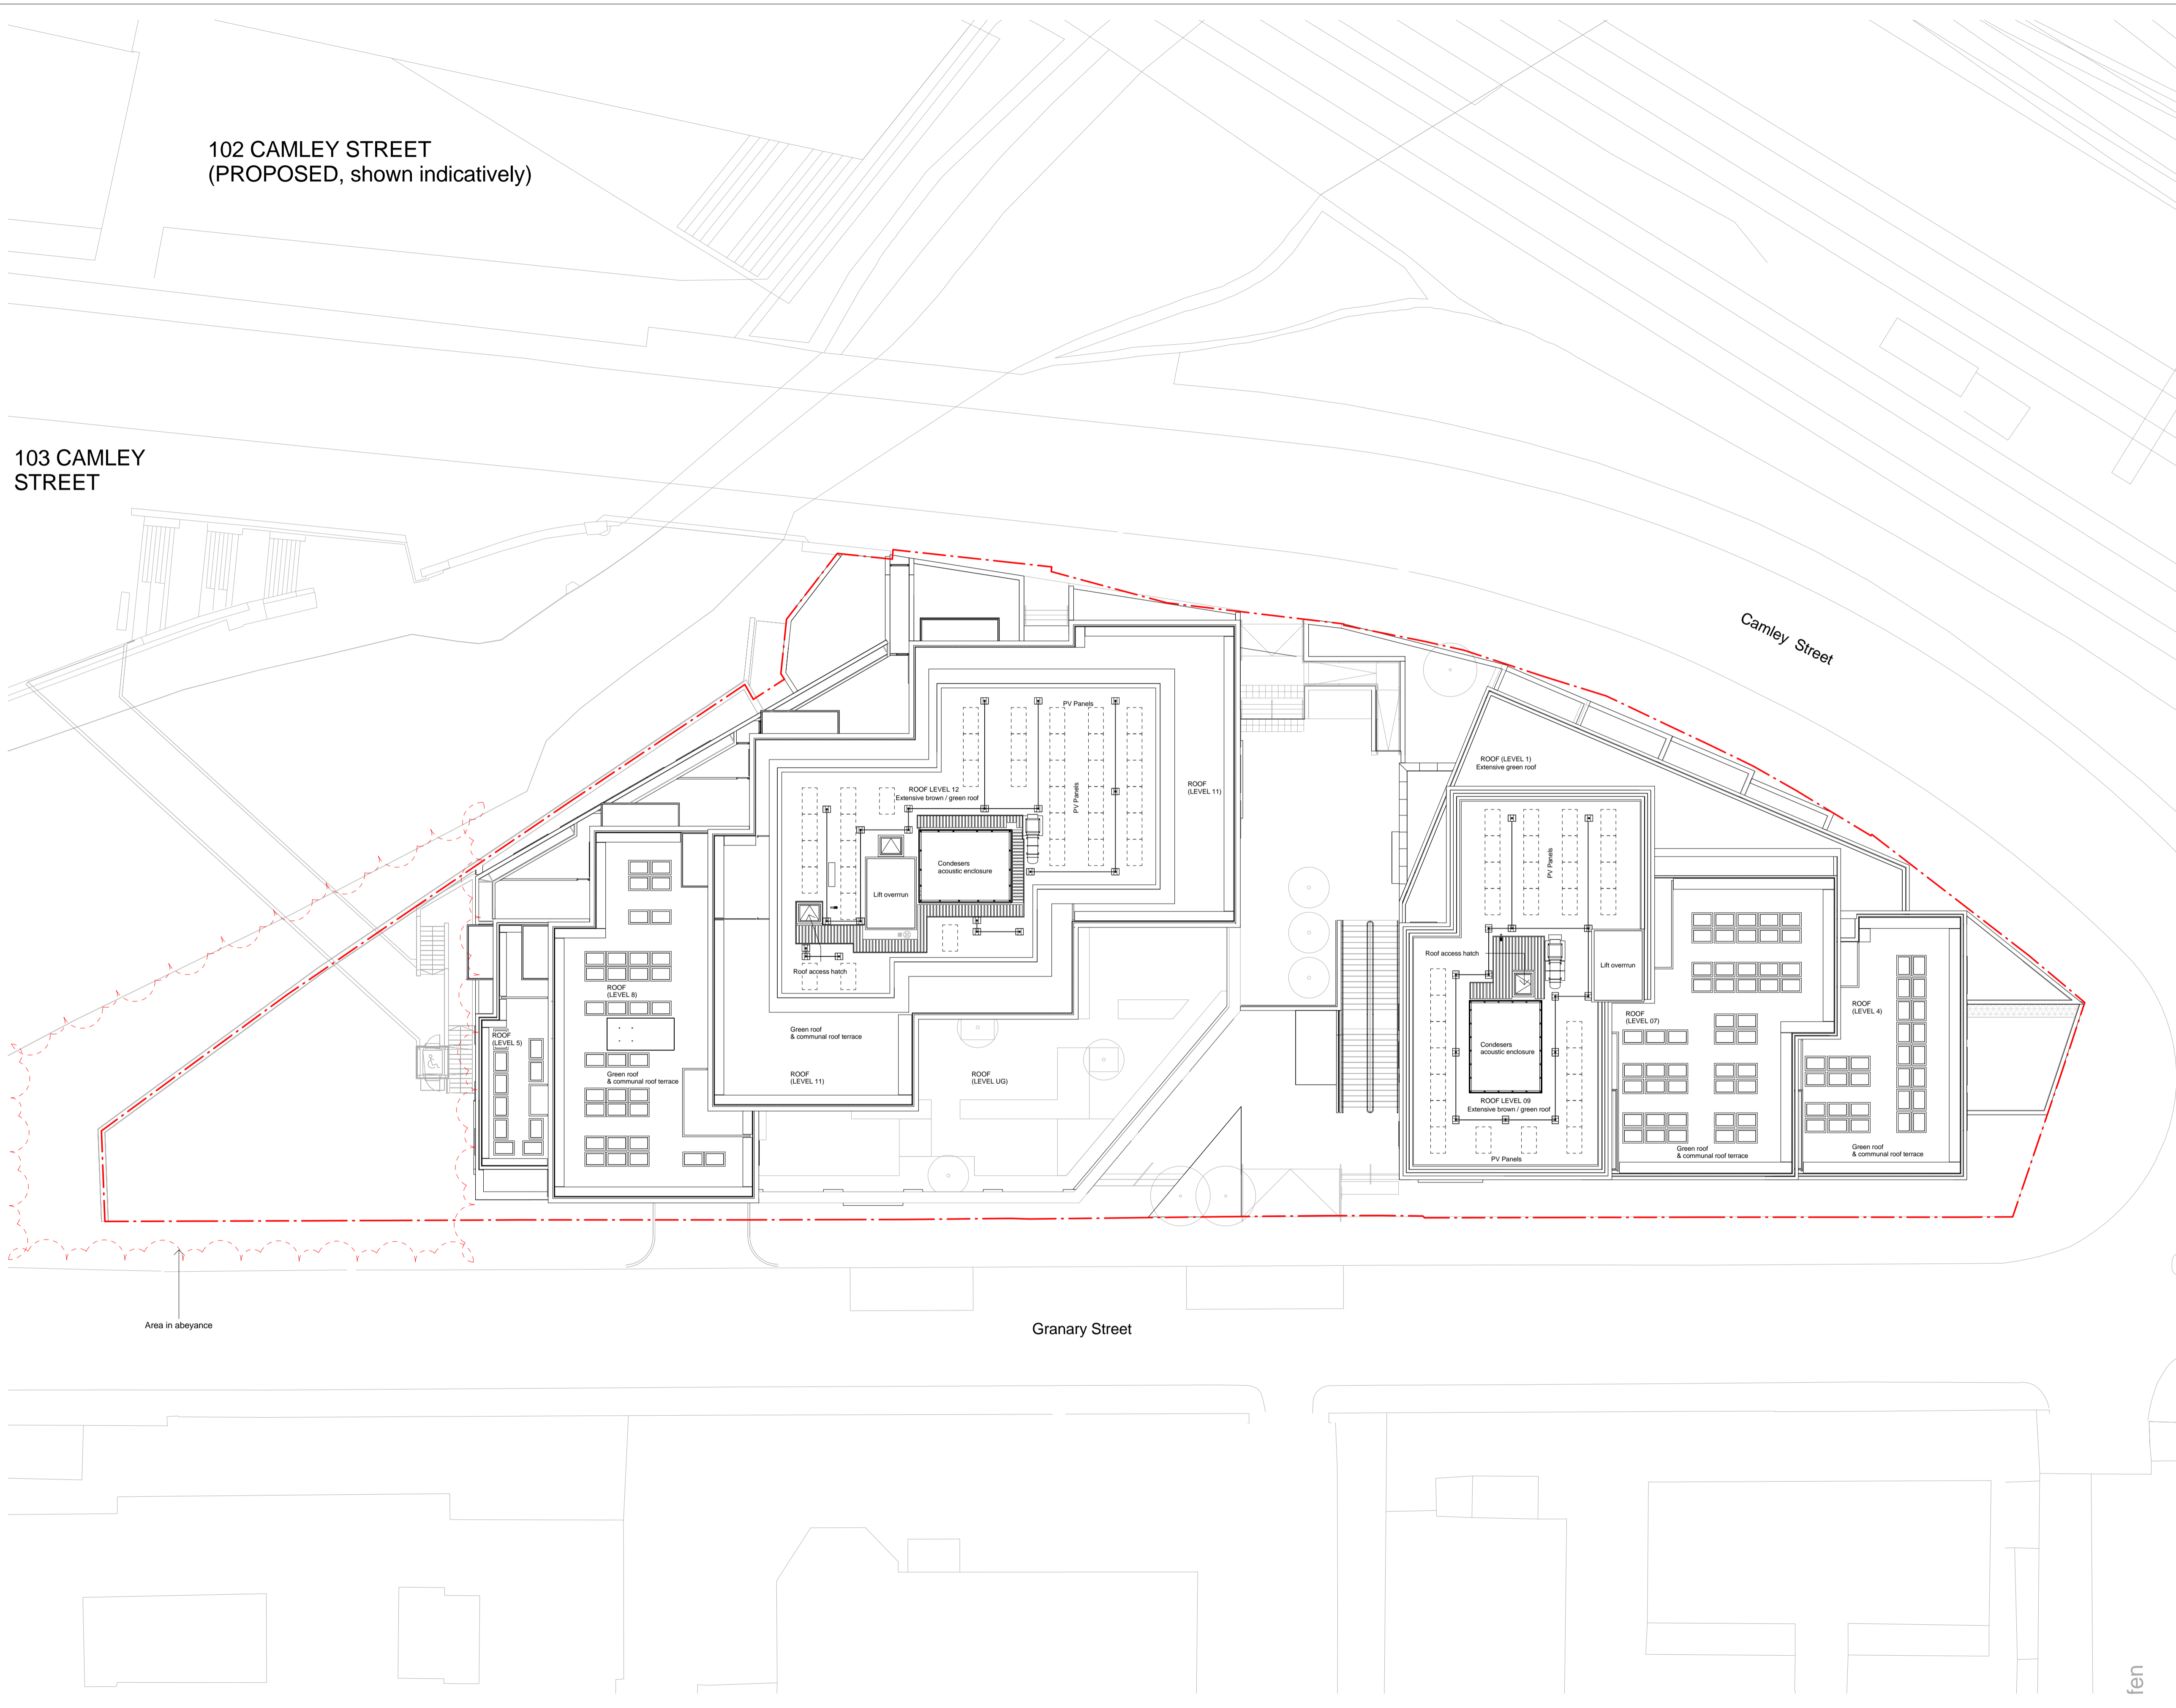 102 CAMLEY STREET
(PROPOSED, shown indicatively)
103 CAMLEY
STREET
Camley Street
PV Panels
ROOF (LEVEL 1)
Extensive green roof
ROOF
(LEVEL 11)
ROOF LEVEL 12
Extensive brown / green roof
PV Panels
PV Panels
Condesers
acoustic enclosure
Lift overrrun
Roof access hatch
Roof access hatch
Lift overrrun
ROOF
(LEVEL 8)
ROOF
(LEVEL 07)
ROOF
(LEVEL 4)
ROOF
(LEVEL 5)
Green roof
& communal roof terrace
Condesers
acoustic enclosure
Green roof
& communal roof terrace
ROOF
(LEVEL 11)
ROOF
(LEVEL UG)
ROOF LEVEL 09
Extensive brown / green roof
Green roof
& communal roof terrace
Green roof
& communal roof terrace
PV Panels
Area in abeyance
Granary Street
fen